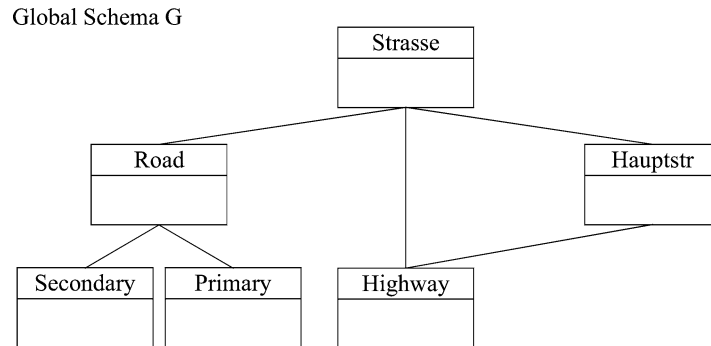 Global Schema G
Strasse
Road
Hauptstr
Secondary
Primary
Highway